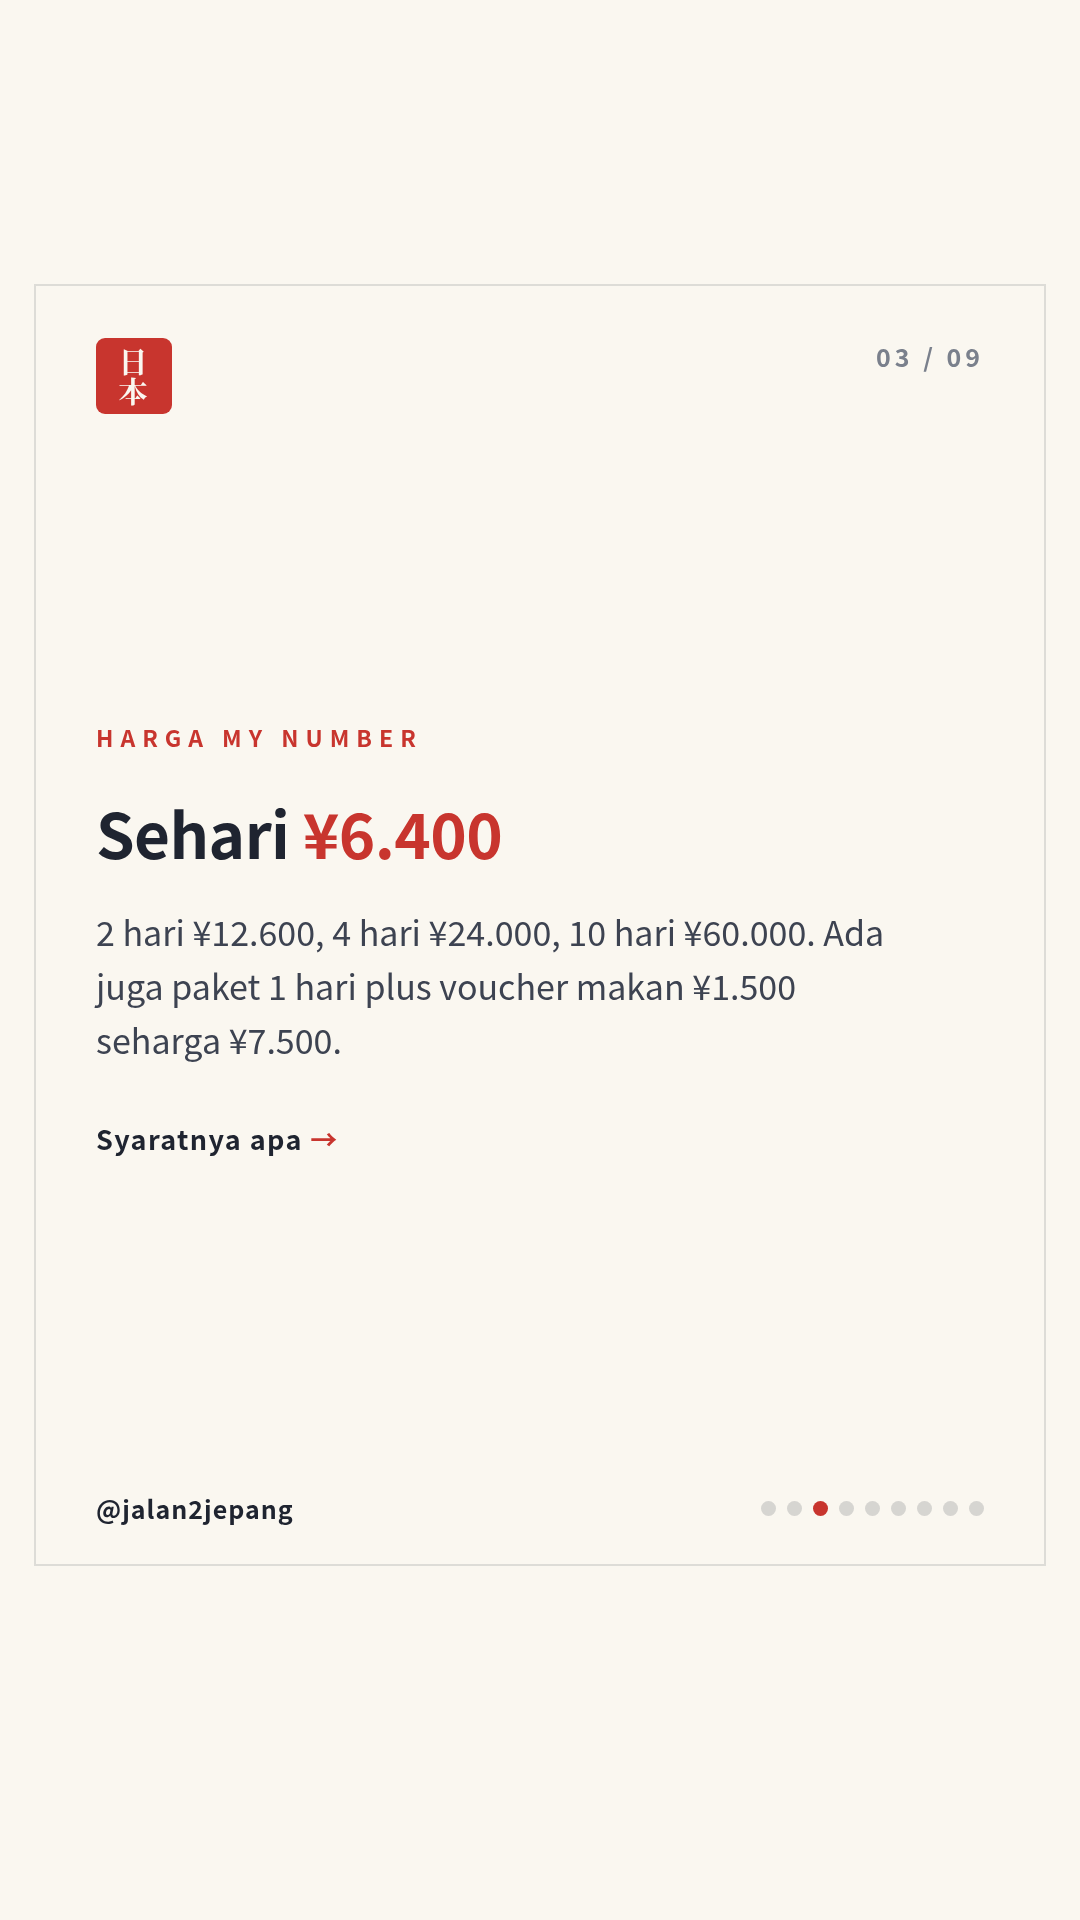 日
本
03 / 09
HARGA MY NUMBER
Sehari ¥6.400
2 hari ¥12.600, 4 hari ¥24.000, 10 hari ¥60.000. Ada
juga paket 1 hari plus voucher makan ¥1.500
seharga ¥7.500.
Syaratnya apa →
@jalan2jepang